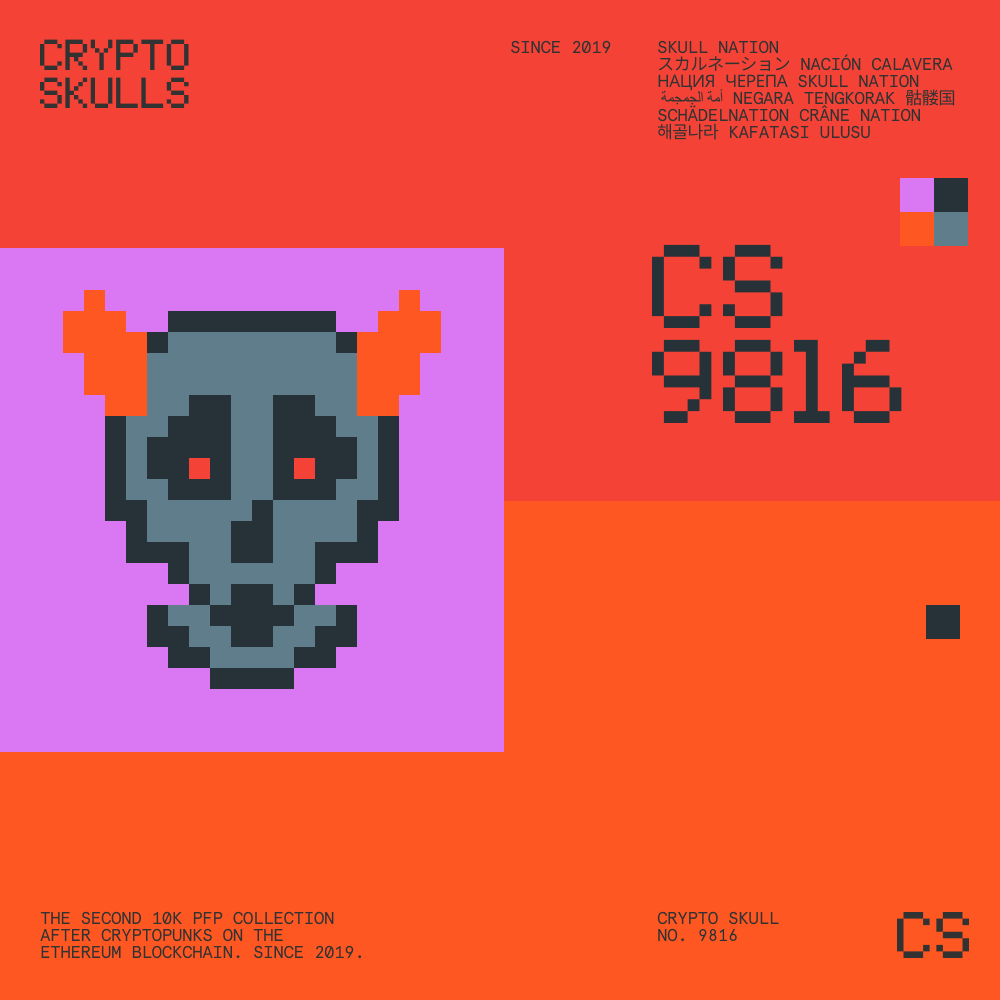 CRYPTO
SKULLS
SINCE 2019
SKULL NATION
スカルネーション NACIÓN CALAVERA
НАЦИЯ ЧЕРЕПА SKULL NATION
أمة الجمجمة NEGARA TENGKORAK 骷髅国
SCHÄDELNATION CRÂNE NATION
해골나라 KAFATASI ULUSU
CS
9816
THE SECOND 10K PFP COLLECTION
AFTER CRYPTOPUNKS ON THE
ETHEREUM BLOCKCHAIN. SINCE 2019.
CRYPTO SKULL
NO. 9816
CS